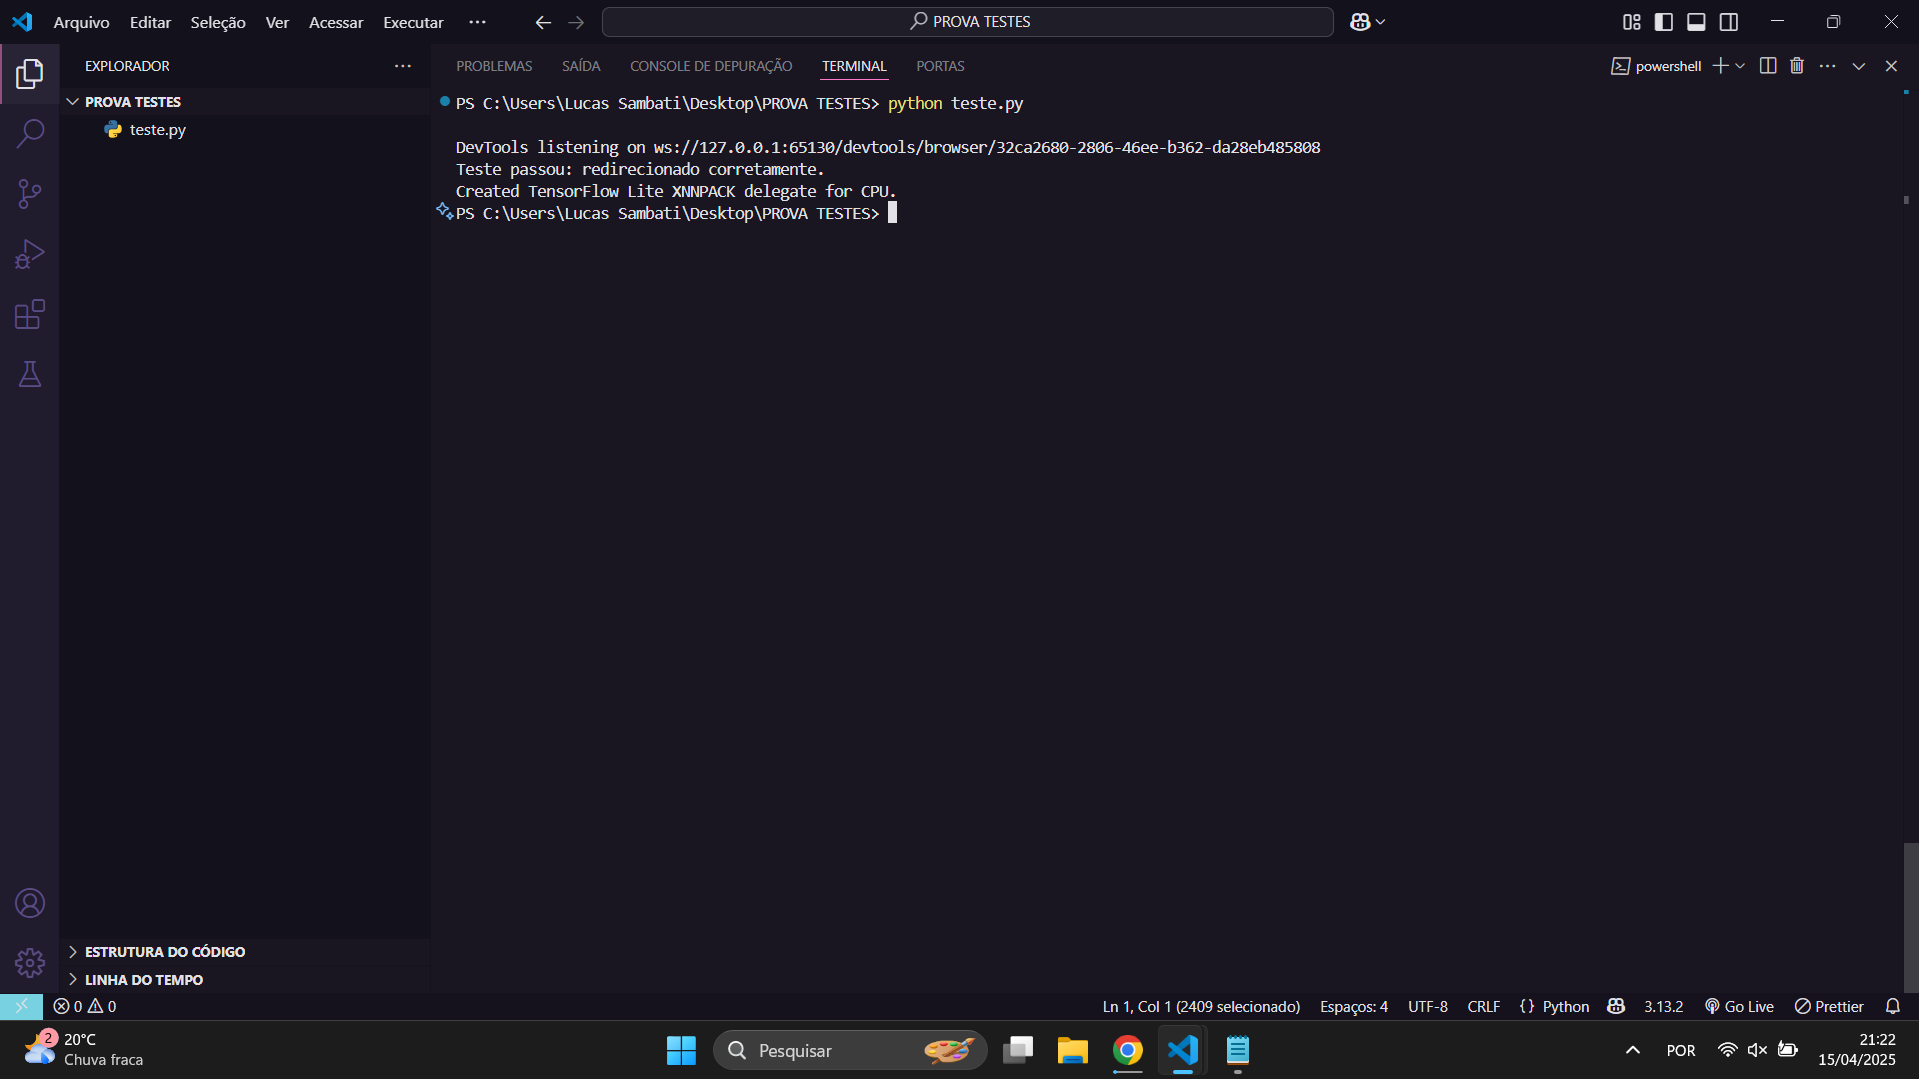 Arquivo Editar Seleção Ver Acessar Executar ··· PROVA TESTES
EXPLORADOR ···
PROVA TESTES
teste.py
PROBLEMAS SAÍDA CONSOLE DE DEPURAÇÃO TERMINAL PORTAS powershell
PS C:\Users\Lucas Sambati\Desktop\PROVA TESTES> python teste.py
DevTools listening on ws://127.0.0.1:65130/devtools/browser/32ca2680-2806-46ee-b362-da28eb485808
Teste passou: redirecionado corretamente.
Created TensorFlow Lite XNNPACK delegate for CPU.
PS C:\Users\Lucas Sambati\Desktop\PROVA TESTES>
ESTRUTURA DO CÓDIGO
LINHA DO TEMPO
0 0 Ln 1, Col 1 (2409 selecionado) Espaços: 4 UTF-8 CRLF {} Python 3.13.2 Go Live Prettier
2 20°C
Chuva fraca
Pesquisar
POR
21:22
15/04/2025